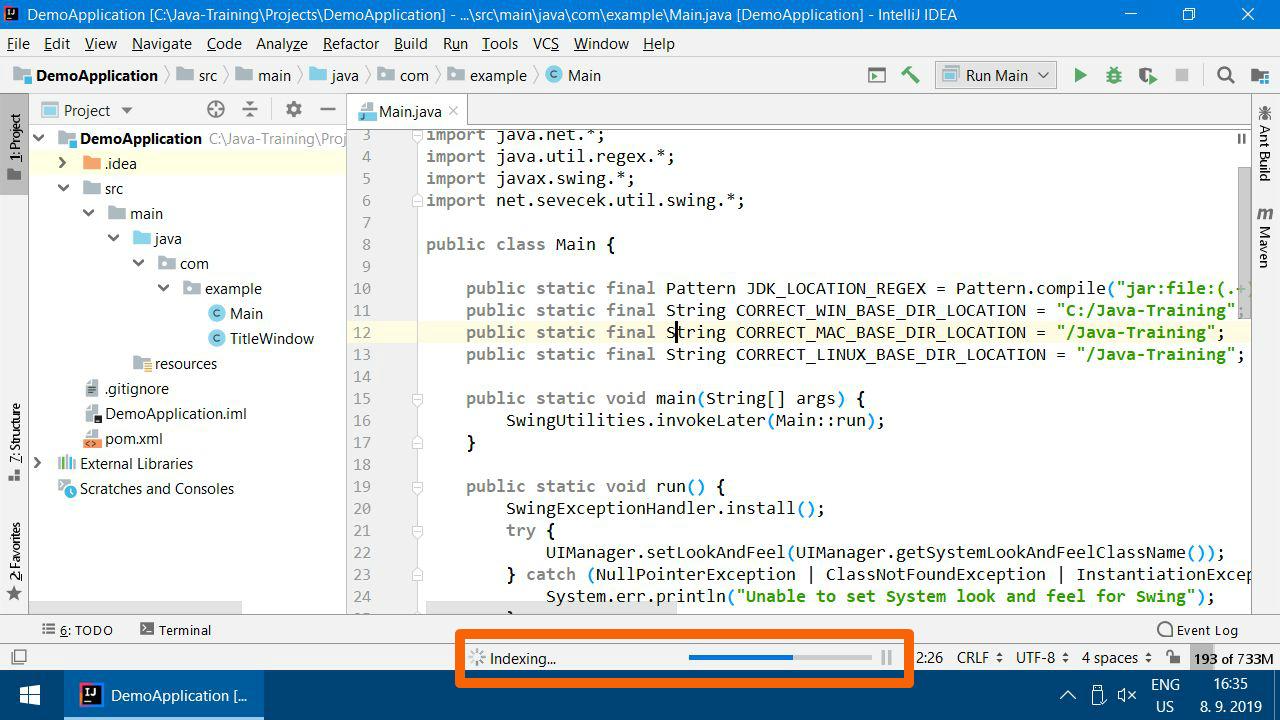 DemoApplication [C:\Java-Training\Projects\DemoApplication] - ...\src\main\java\com\example\Main.java [DemoApplication] - IntelliJ IDEA
File Edit View Navigate Code Analyze Refactor Build Run Tools VCS Window Help
DemoApplication src main java com example Main Run Main
1: Project
7: Structure
2: Favorites
Project
DemoApplication C:\Java-Training\Proj
.idea
src
main
java
com
example
Main
TitleWindow
resources
.gitignore
DemoApplication.iml
pom.xml
External Libraries
Scratches and Consoles
Main.java
3 import java.net.*;
4 import java.util.regex.*;
5 import javax.swing.*;
6 import net.sevecek.util.swing.*;
7
8 public class Main {
9
10 public static final Pattern JDK_LOCATION_REGEX = Pattern.compile("jar:file:(.+)
11 public static final String CORRECT_WIN_BASE_DIR_LOCATION = "C:/Java-Training";
12 public static final String CORRECT_MAC_BASE_DIR_LOCATION = "/Java-Training";
13 public static final String CORRECT_LINUX_BASE_DIR_LOCATION = "/Java-Training";
14
15 public static void main(String[] args) {
16 SwingUtilities.invokeLater(Main::run);
17 }
18
19 public static void run() {
20 SwingExceptionHandler.install();
21 try {
22 UIManager.setLookAndFeel(UIManager.getSystemLookAndFeelClassName());
23 } catch (NullPointerException | ClassNotFoundException | InstantiationExcep
24 System.err.println("Unable to set System look and feel for Swing");
Ant Build
m Maven
6: TODO Terminal Event Log
Indexing... 2:26 CRLF UTF-8 4 spaces 193 of 733M
DemoApplication [...
ENG
US
16:35
8. 9. 2019